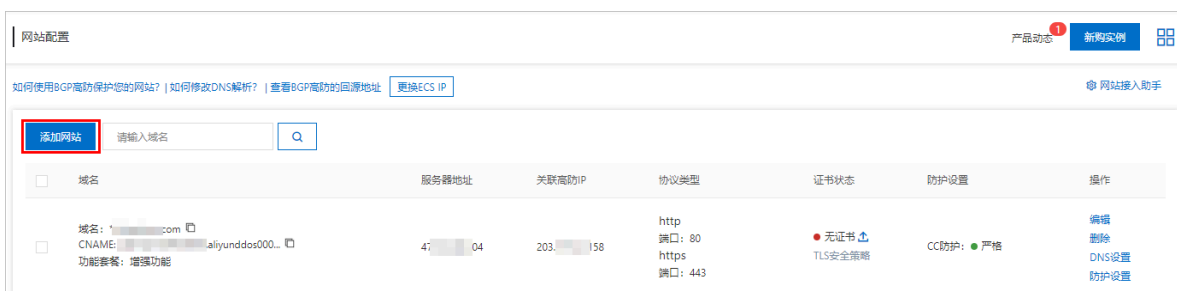 网站配置
产品动态 1 新购实例
如何使用BGP高防保护您的网站? | 如何修改DNS解析? | 查看BGP高防的回源地址 更换ECS IP 网站接入助手
添加网站 请输入域名
域名 服务器地址 关联高防IP 协议类型 证书状态 防护设置 操作
域名: com
CNAME: .aliyunddos000...
功能套餐: 增强功能
47 04
203. 158
http
端口: 80
https
端口: 443
无证书
TLS安全策略
CC防护: 严格
编辑
删除
DNS设置
防护设置